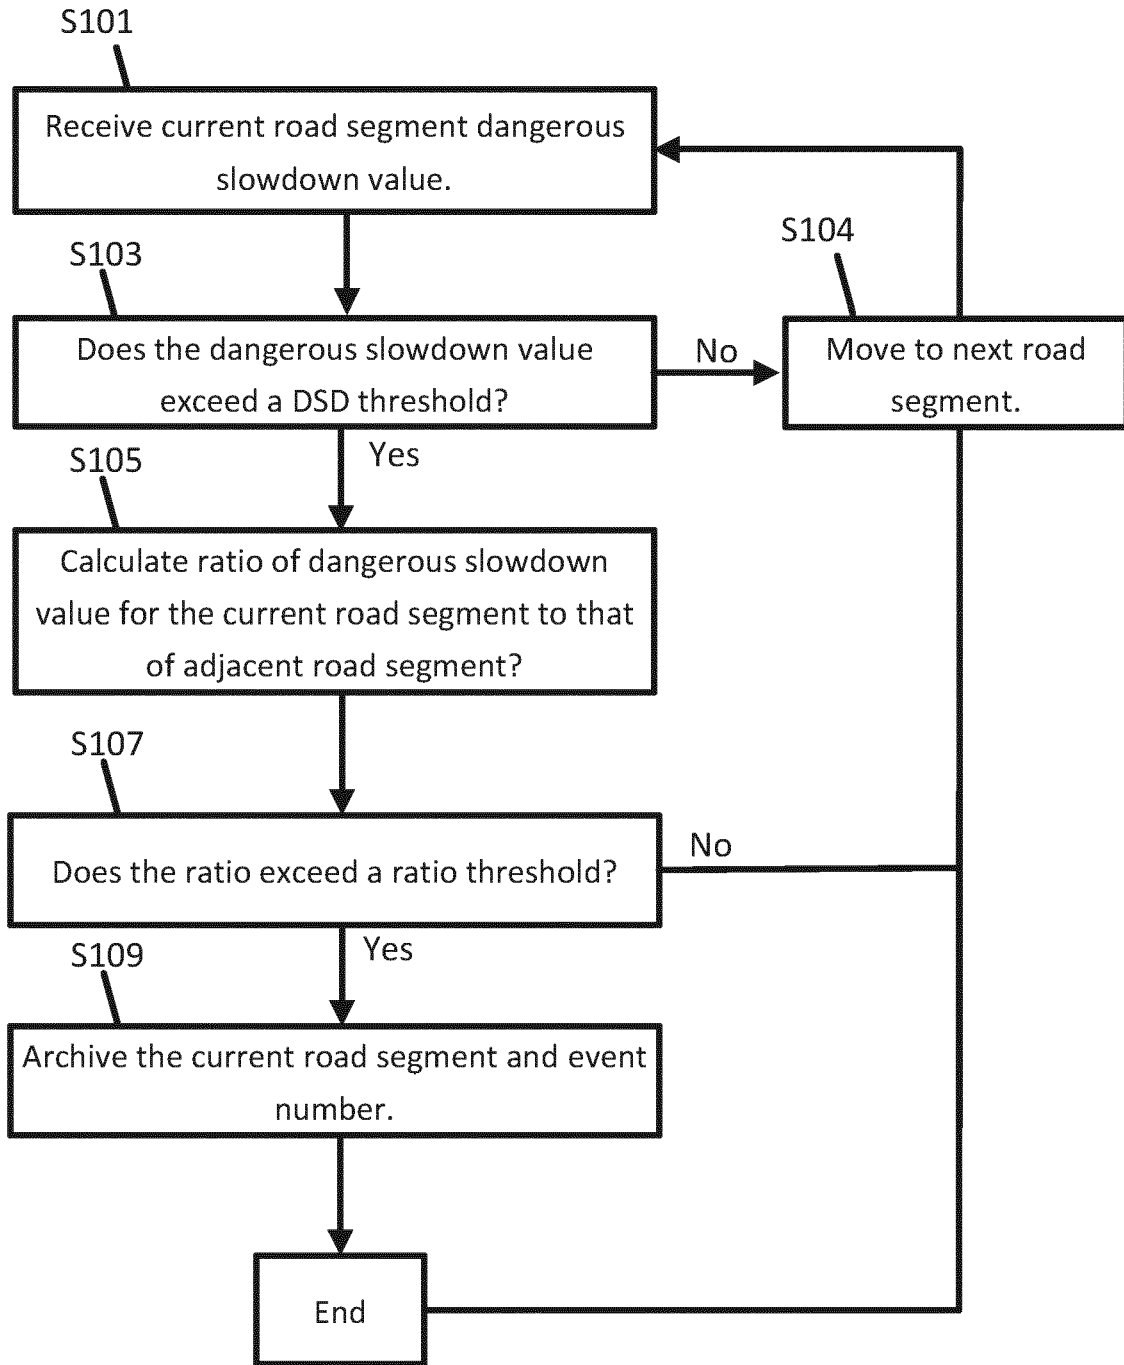 S101
Receive current road segment dangerous
slowdown value.
S104
S103
Does the dangerous slowdown value
exceed a DSD threshold?
No
Move to next road
segment.
Yes
S105
Calculate ratio of dangerous slowdown
value for the current road segment to that
of adjacent road segment?
S107
Does the ratio exceed a ratio threshold?
No
Yes
S109
Archive the current road segment and event
number.
End